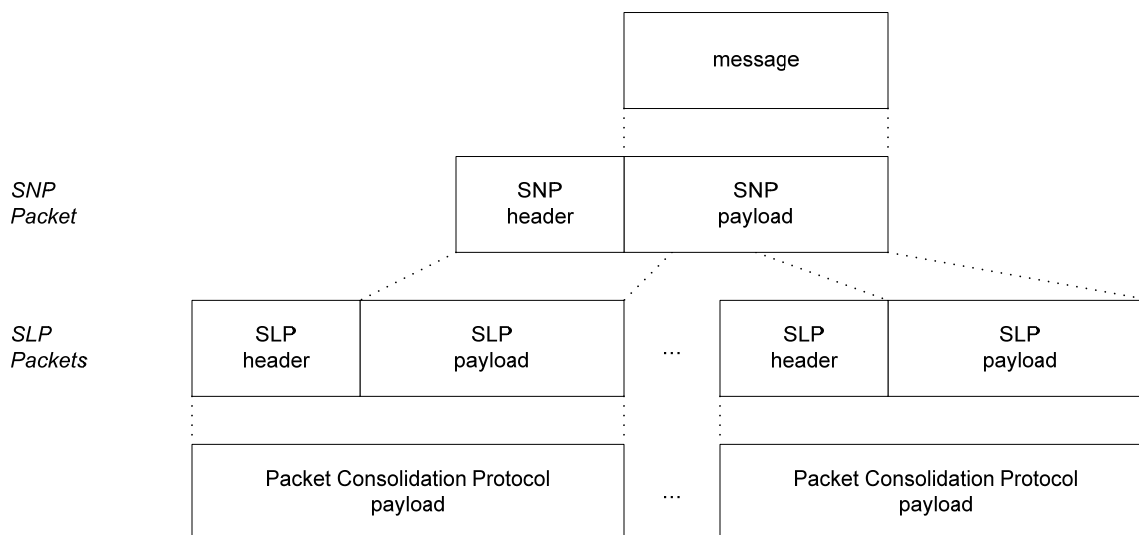 message
SNP
Packet
SNP
header
SNP
payload
SLP
Packets
SLP
header
SLP
payload
...
SLP
header
SLP
payload
Packet Consolidation Protocol
payload
...
Packet Consolidation Protocol
payload